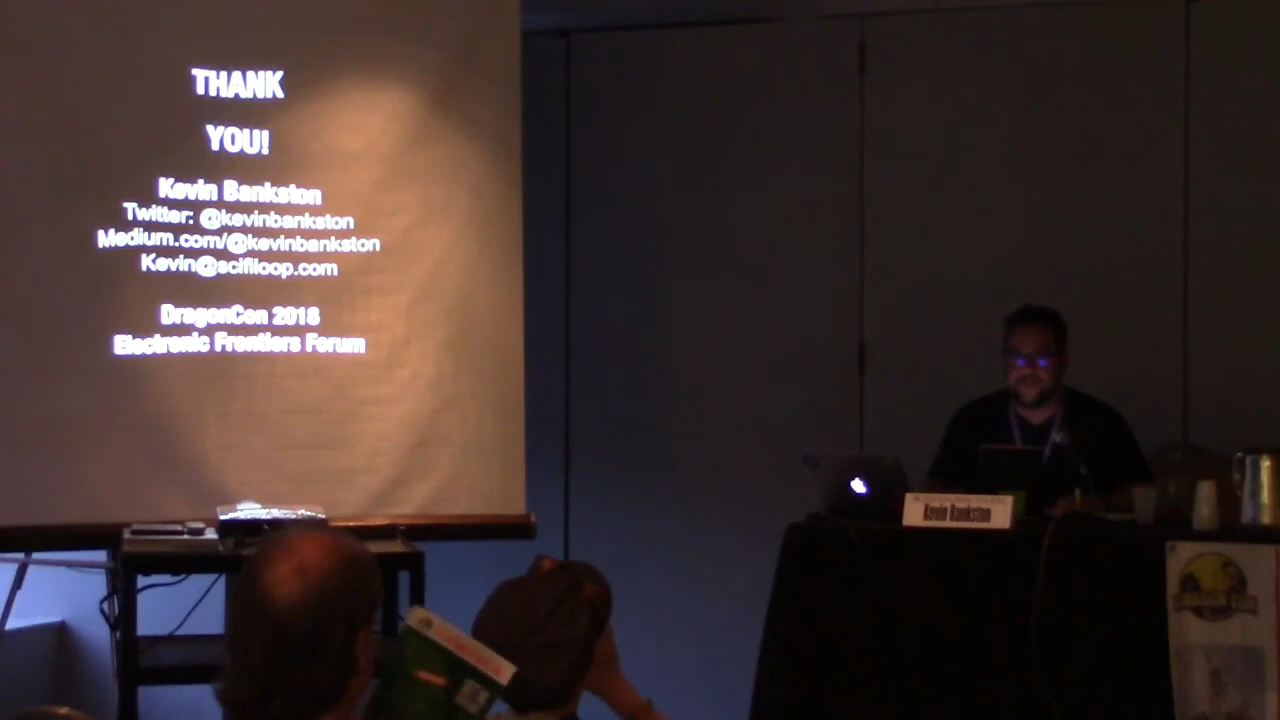 THANK
YOU!
Kevin Bankston
Twitter: @kevinbankston
Medium.com/@kevinbankston
Kevin@scifiloop.com
DragonCon 2018
Electronic Frontiers Forum
Kevin Bankston